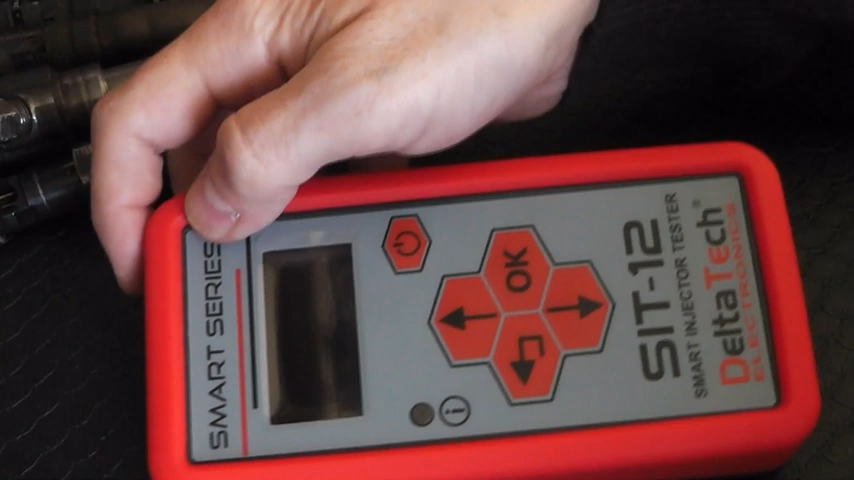 SMART SERIES
OK
i
SIT-12
SMART INJECTOR TESTER
DeltaTech®
ELECTRONICS